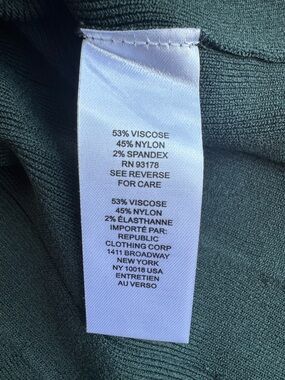 53% VISCOSE
45% NYLON
2% SPANDEX
RN 93178
SEE REVERSE
FOR CARE
53% VISCOSE
45% NYLON
2% ÉLASTHANNE
IMPORTÉ PAR:
REPUBLIC
CLOTHING CORP
1411 BROADWAY
NEW YORK
NY 10018 USA
ENTRETIEN
AU VERSO